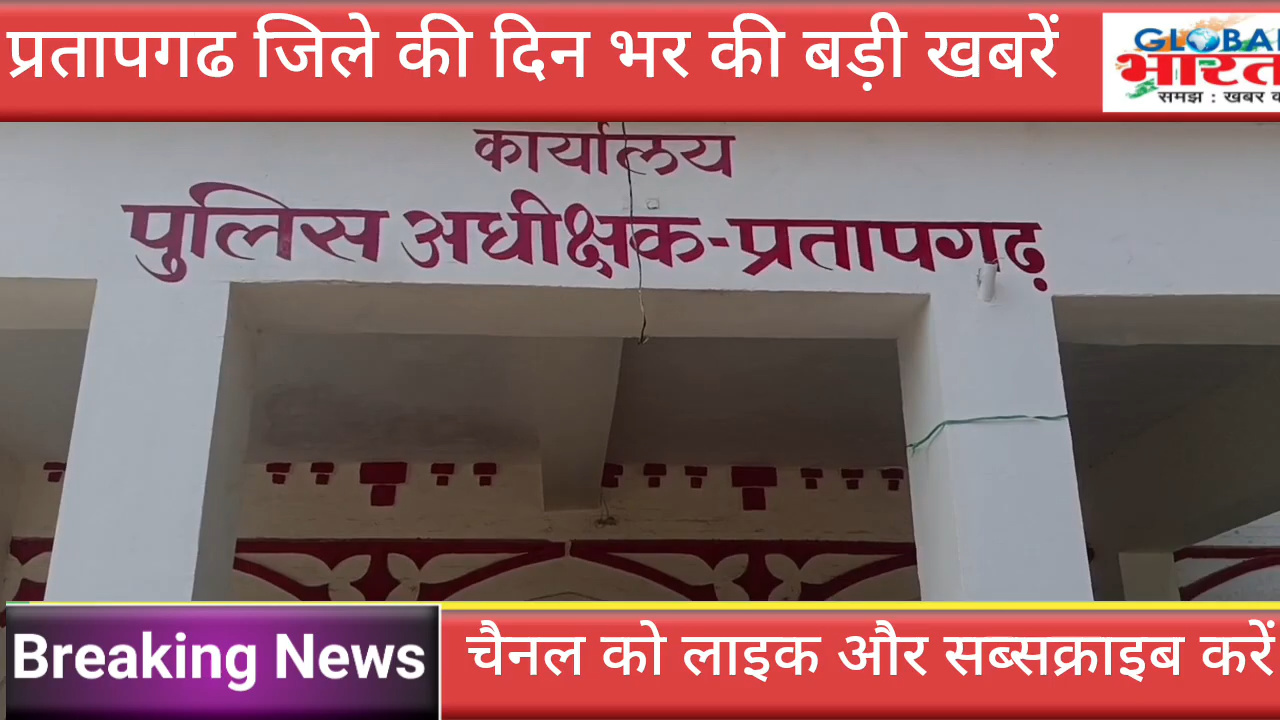 प्रतापगढ जिले की दिन भर की बड़ी खबरें
GLOBAL
भारत
समझ : खबर
कार्यालय
पुलिस अधीक्षक-प्रतापगढ़
Breaking News
चैनल को लाइक और सब्सक्राइब करें